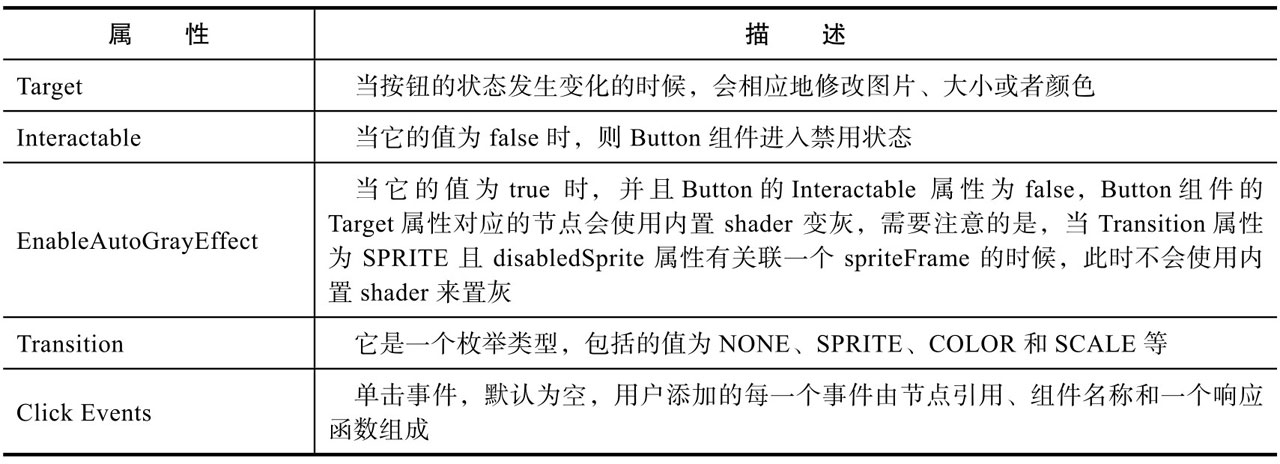 属性 描述
Target 当按钮的状态发生变化的时候，会相应地修改图片、大小或者颜色
Interactable 当它的值为 false 时，则 Button 组件进入禁用状态
EnableAutoGrayEffect
当它的值为 true 时，并且 Button 的 Interactable 属性为 false，Button 组件的
Target 属性对应的节点会使用内置 shader 变灰，需要注意的是，当 Transition 属性
为 SPRITE 且 disabledSprite 属性有关联一个 spriteFrame 的时候，此时不会使用内
置 shader 来置灰
Transition 它是一个枚举类型，包括的值为 NONE、SPRITE、COLOR 和 SCALE 等
Click Events
单击事件，默认为空，用户添加的每一个事件由节点引用、组件名称和一个响应
函数组成